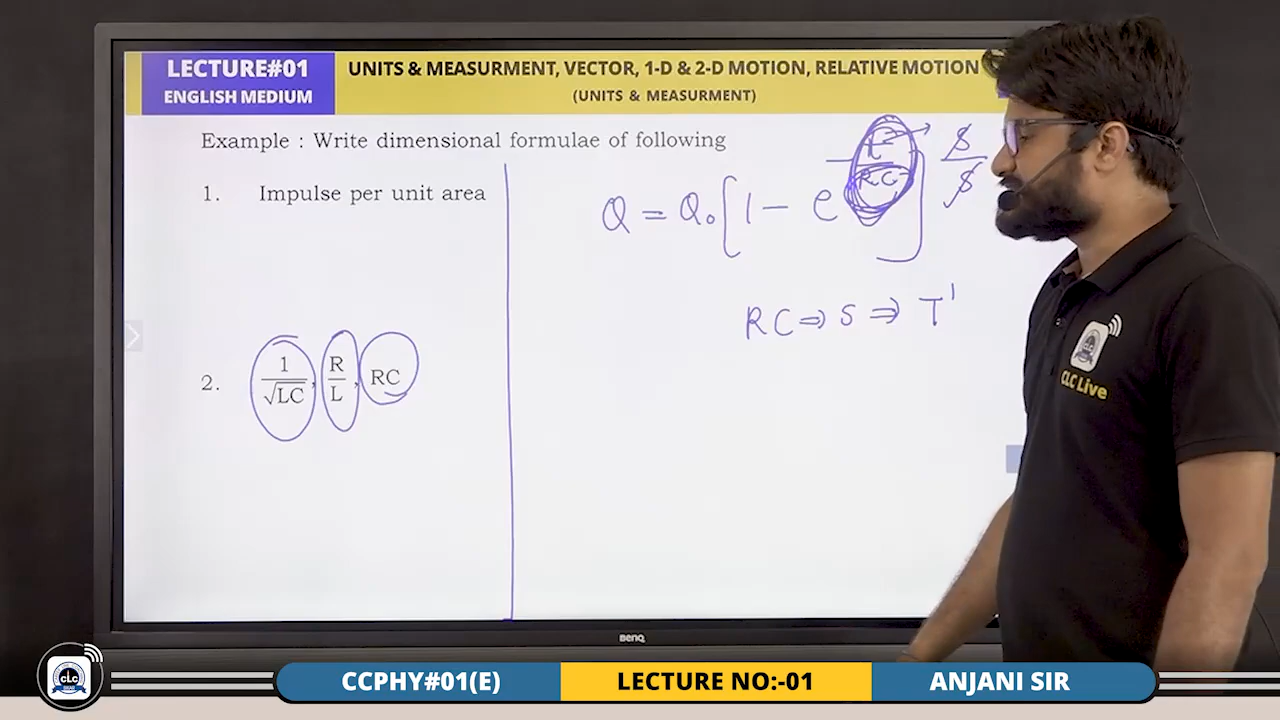 LECTURE#01
ENGLISH MEDIUM
UNITS & MEASURMENT, VECTOR, 1-D & 2-D MOTION, RELATIVE MOTION
(UNITS & MEASURMENT)
Example : Write dimensional formulae of following
1. Impulse per unit area
2. 1/√LC, R/L, RC
Q = Q₀[1 - e^(-t/RC)] → s/s
RC ⇒ s ⇒ T¹
CLC Live
BenQ
CLC
CCPHY#01(E)
LECTURE NO:-01
ANJANI SIR